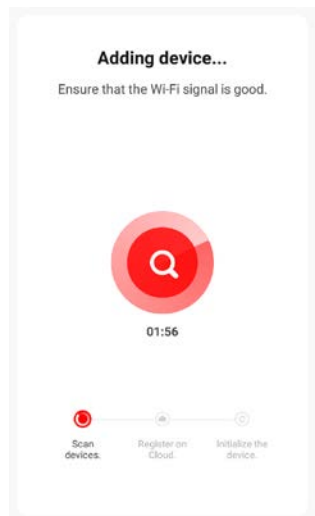 Adding device...
Ensure that the Wi-Fi signal is good.
01:56
Scan devices.
Register on Cloud.
Initialize the device.